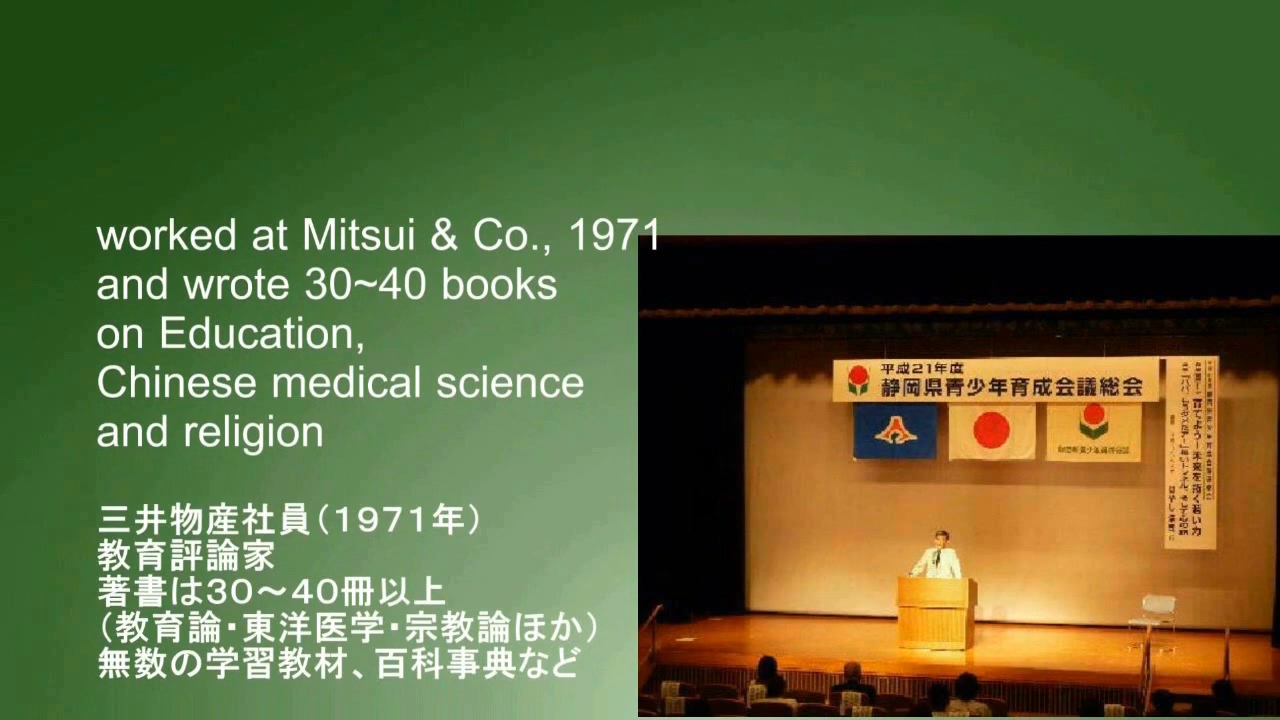 worked at Mitsui & Co., 1971
and wrote 30~40 books
on Education,
Chinese medical science
and religion
三井物産社員（１９７１年）
教育評論家
著書は３０～４０冊以上
（教育論・東洋医学・宗教論ほか）
無数の学習教材、百科事典など
平成21年度
静岡県青少年育成会議総会